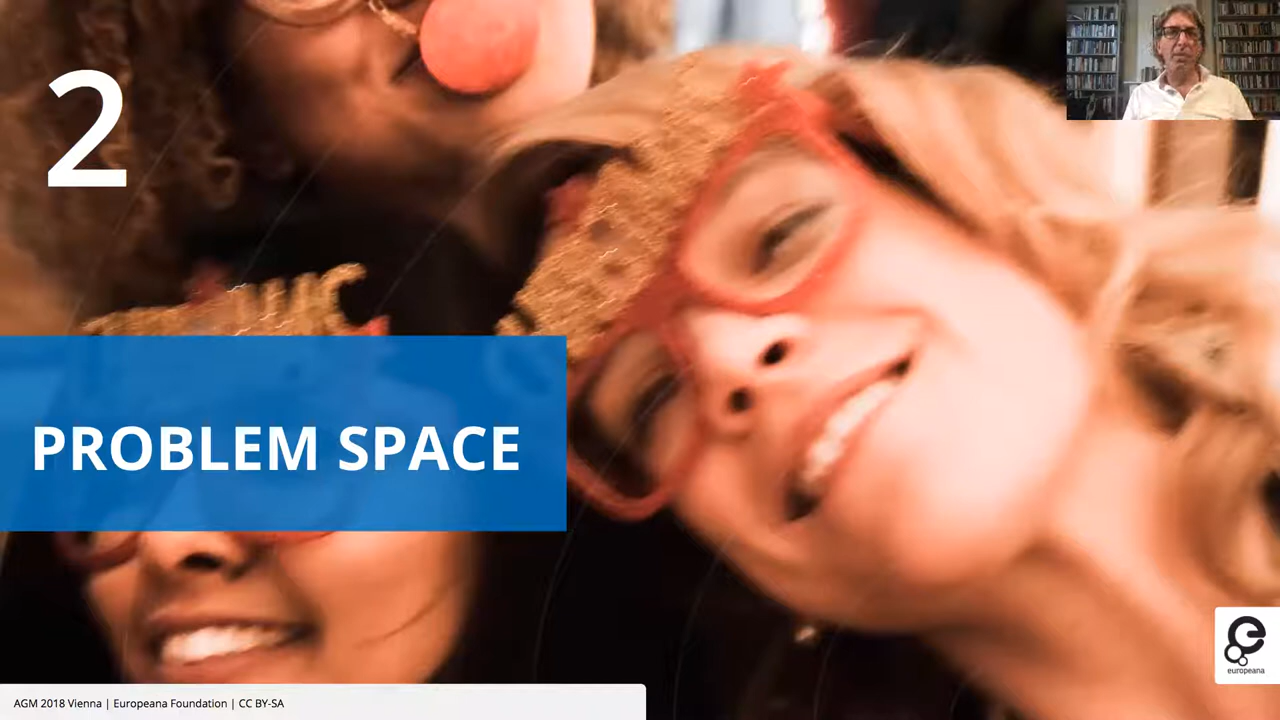 2
PROBLEM SPACE
europeana
AGM 2018 Vienna | Europeana Foundation | CC BY-SA